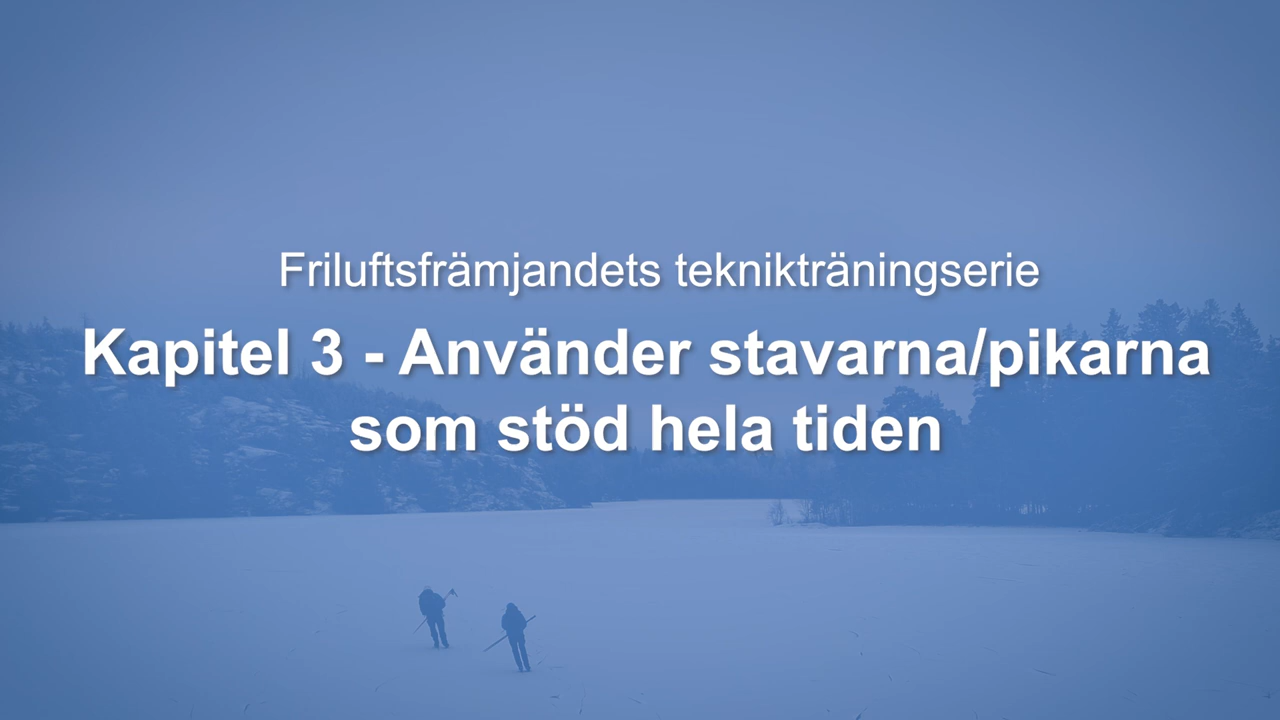 Friluftsfrämjandets teknikträningserie
Kapitel 3 - Använder stavarna/pikarna
som stöd hela tiden